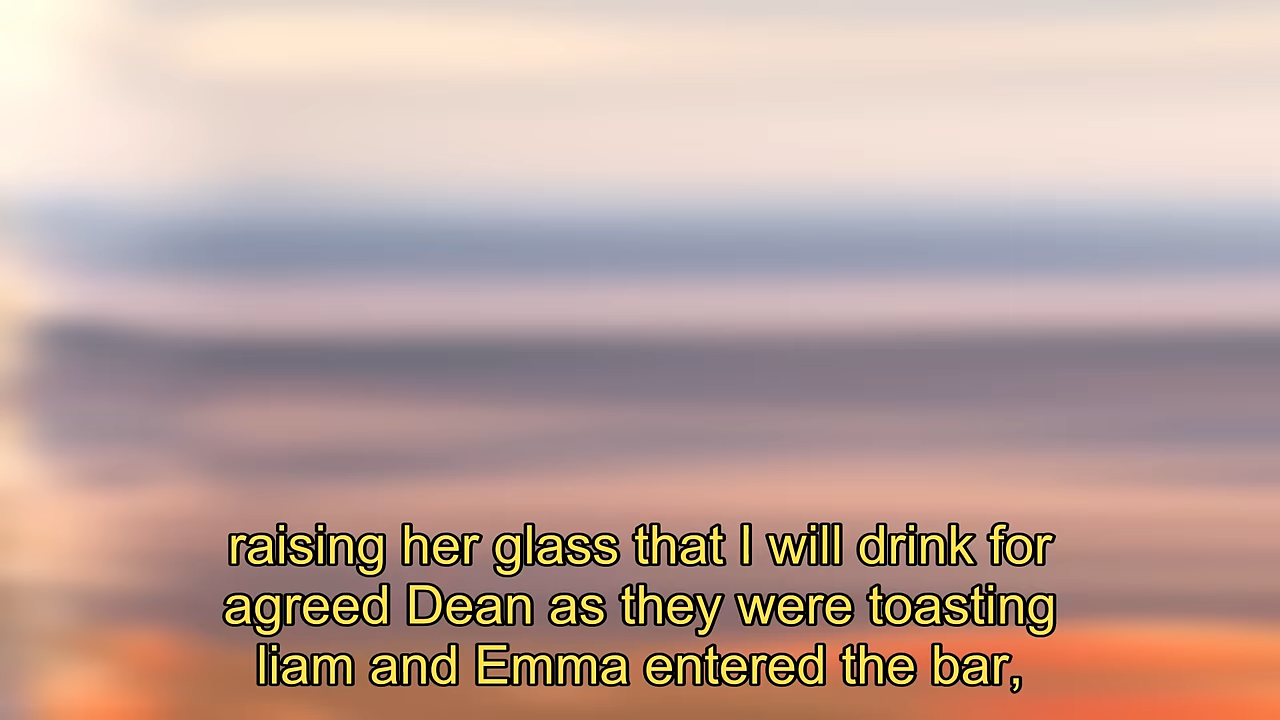 raising her glass that I will drink for
agreed Dean as they were toasting
liam and Emma entered the bar,